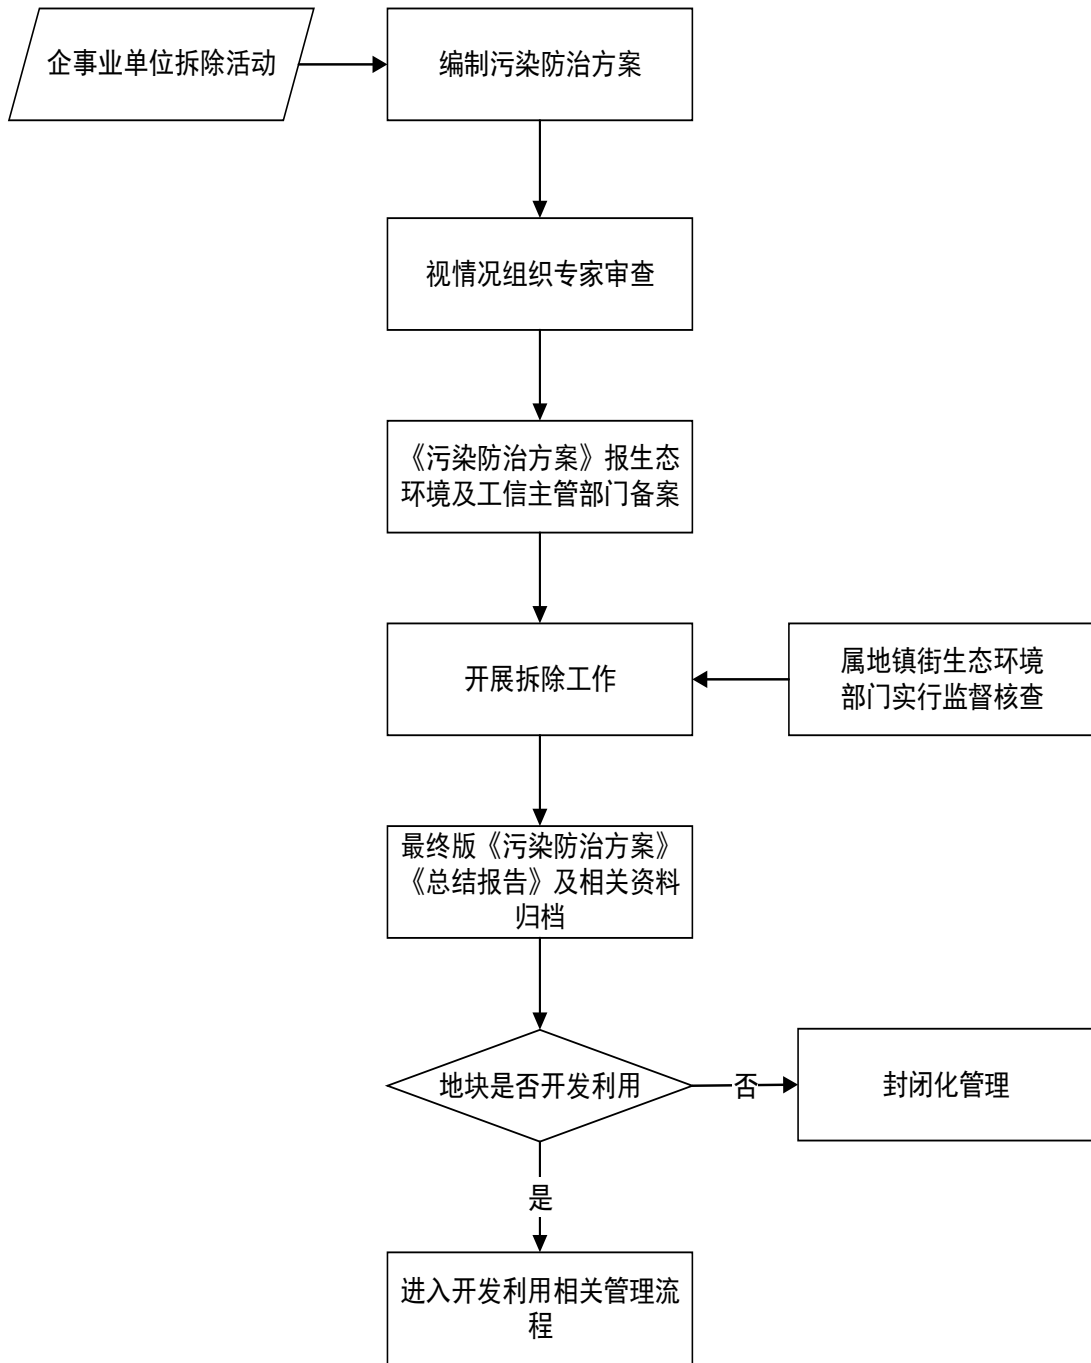 企事业单位拆除活动
编制污染防治方案
视情况组织专家审查
《污染防治方案》报生态
环境及工信主管部门备案
开展拆除工作
属地镇街生态环境
部门实行监督核查
最终版《污染防治方案》
《总结报告》及相关资料
归档
地块是否开发利用
否
封闭化管理
是
进入开发利用相关管理流
程